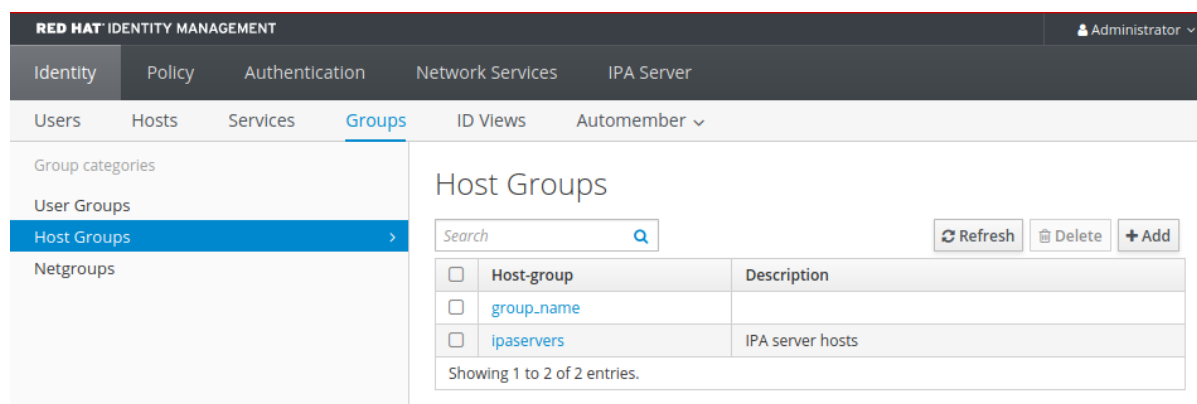 RED HAT® IDENTITY MANAGEMENT Administrator
Identity Policy Authentication Network Services IPA Server
Users Hosts Services Groups ID Views Automember
Group categories
User Groups
Host Groups
Netgroups
Host Groups
Search Refresh Delete Add
Host-group Description
group_name
ipaservers IPA server hosts
Showing 1 to 2 of 2 entries.